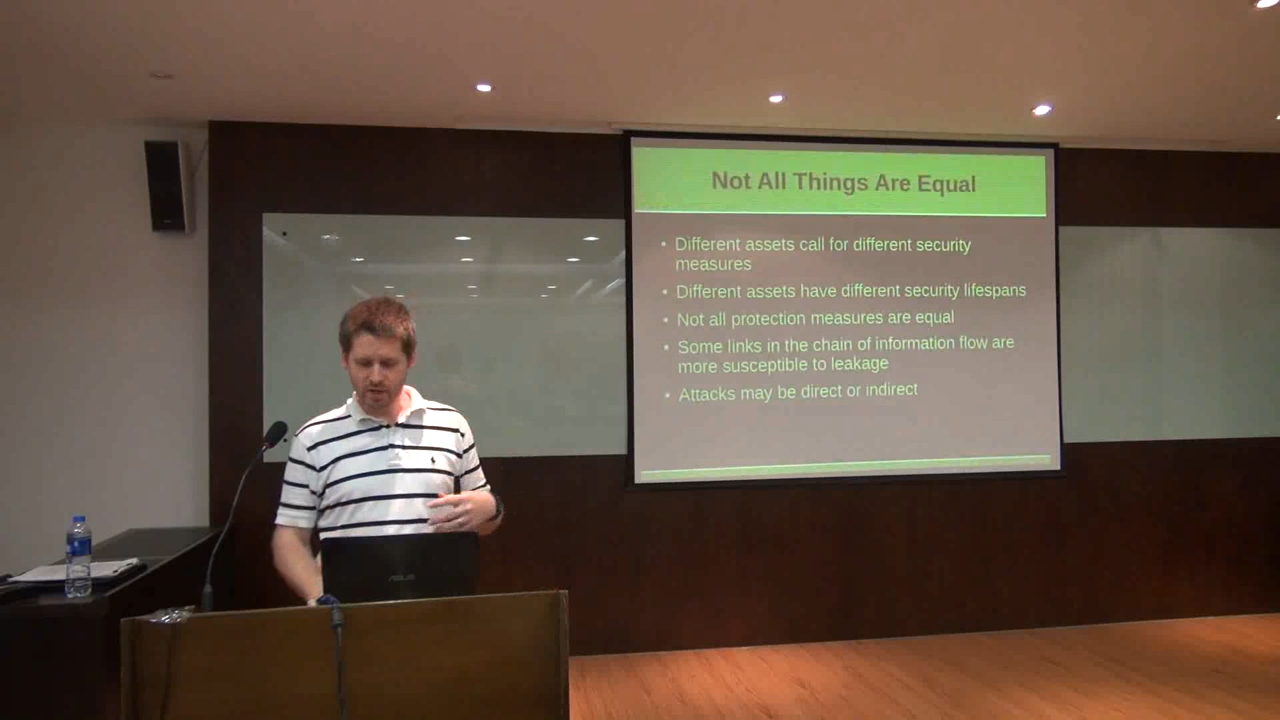 Not All Things Are Equal
• Different assets call for different security
measures
• Different assets have different security lifespans
• Not all protection measures are equal
• Some links in the chain of information flow are
more susceptible to leakage
• Attacks may be direct or indirect
ASUS